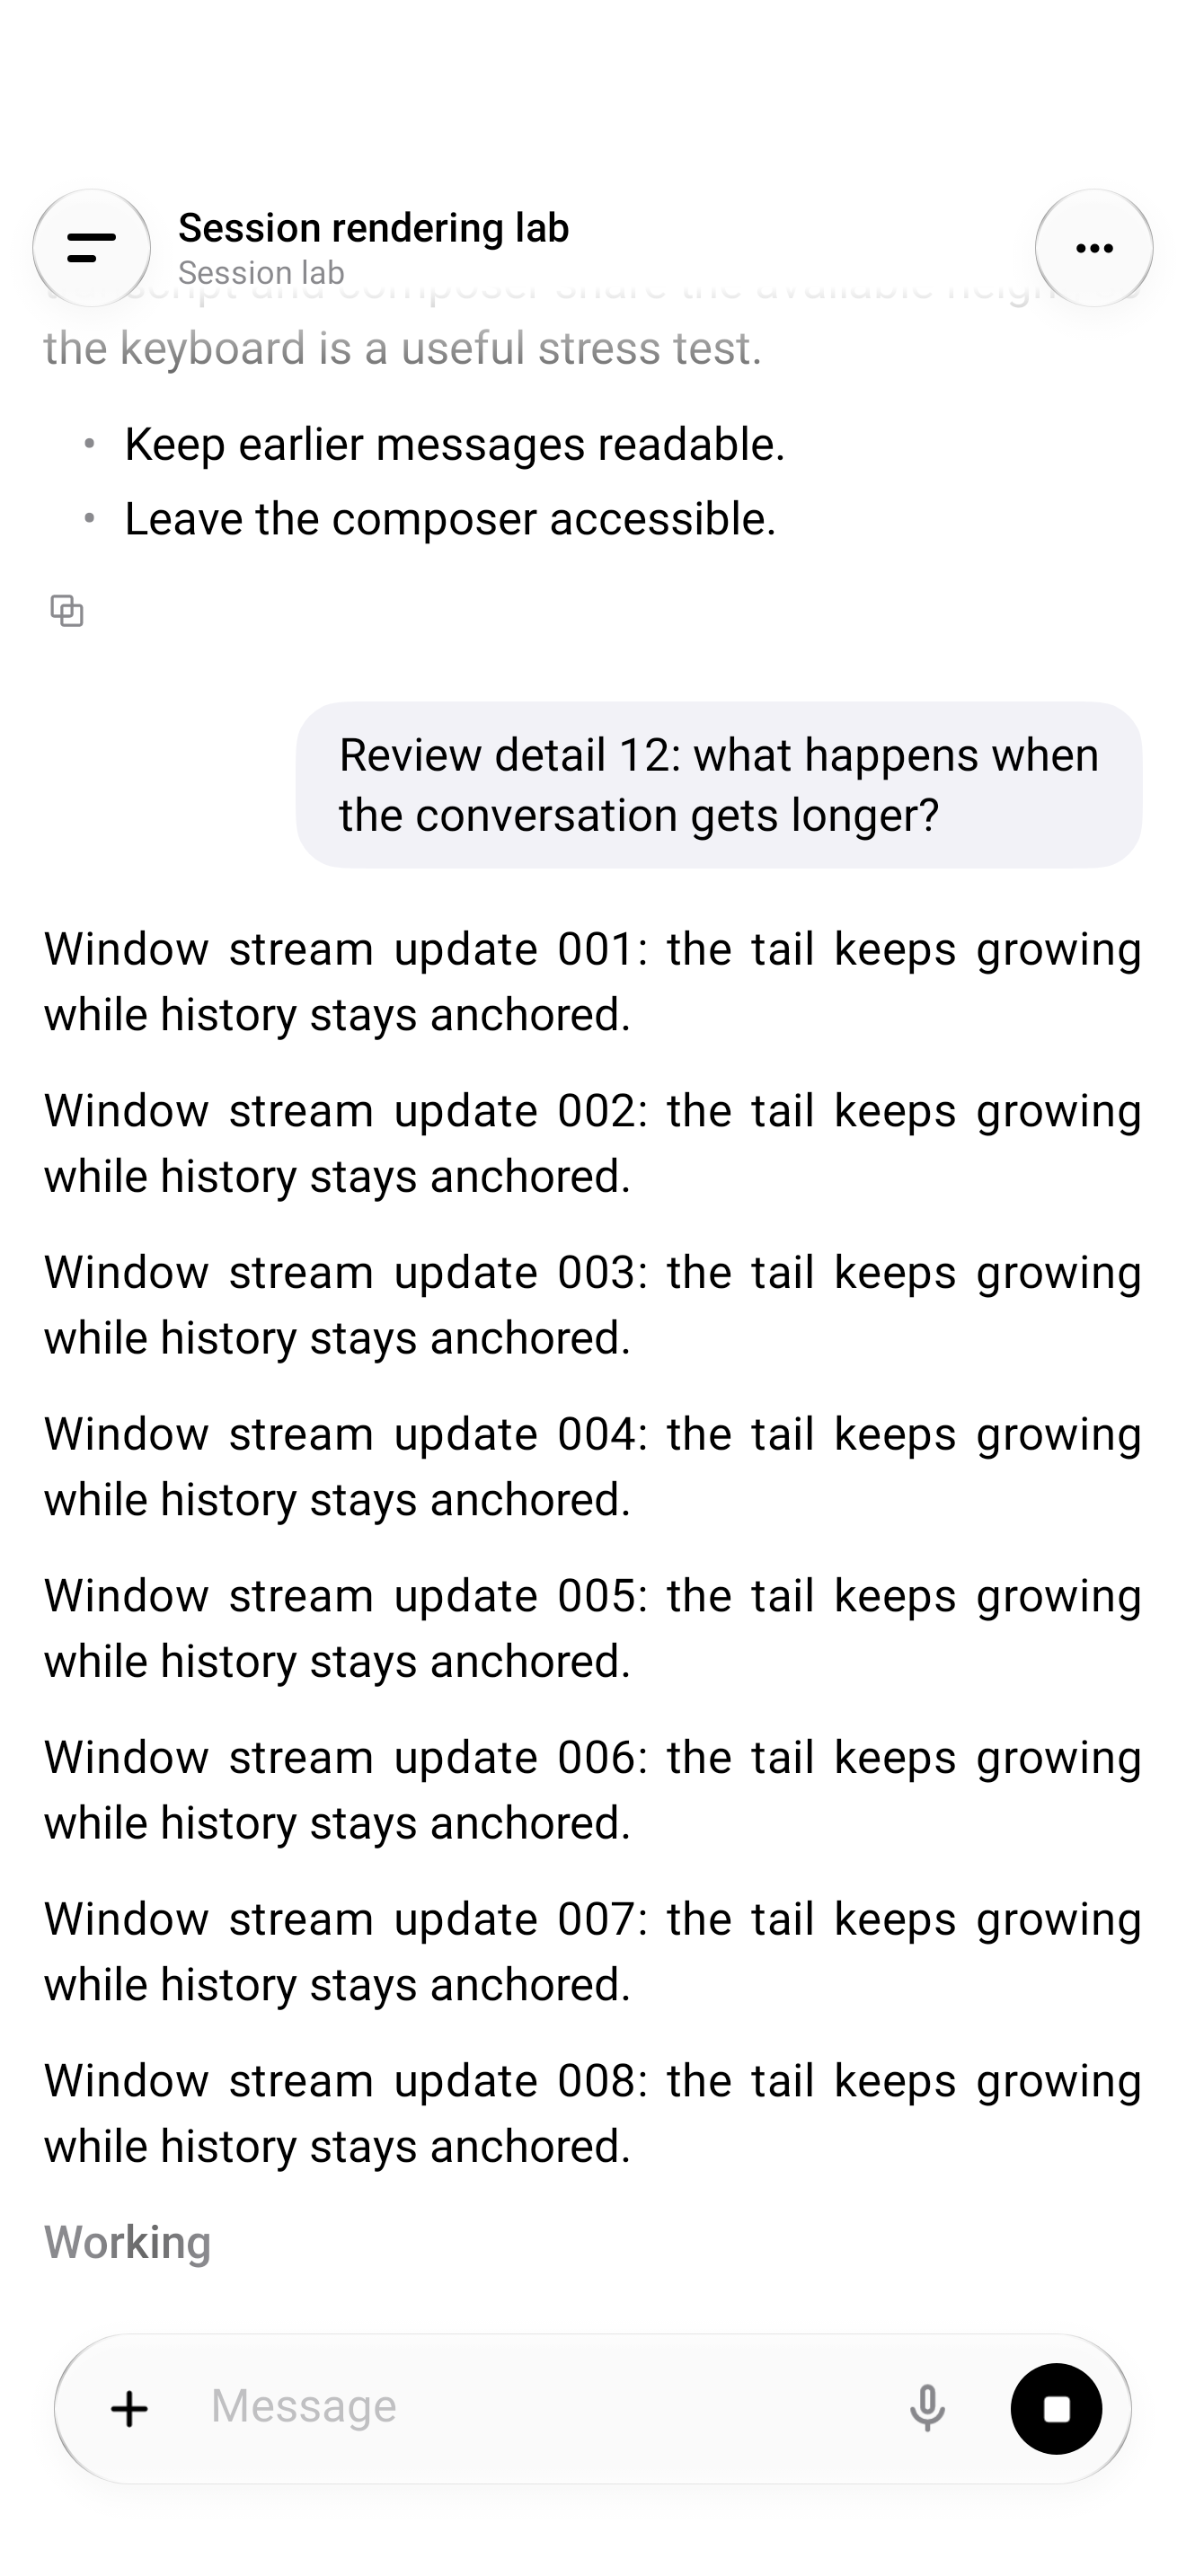 Session rendering lab
Session lab
transcript and composer share the available
the keyboard is a useful stress test.
• Keep earlier messages readable.
• Leave the composer accessible.
Review detail 12: what happens when
the conversation gets longer?
Window stream update 001: the tail keeps growing
while history stays anchored.
Window stream update 002: the tail keeps growing
while history stays anchored.
Window stream update 003: the tail keeps growing
while history stays anchored.
Window stream update 004: the tail keeps growing
while history stays anchored.
Window stream update 005: the tail keeps growing
while history stays anchored.
Window stream update 006: the tail keeps growing
while history stays anchored.
Window stream update 007: the tail keeps growing
while history stays anchored.
Window stream update 008: the tail keeps growing
while history stays anchored.
Working
Message